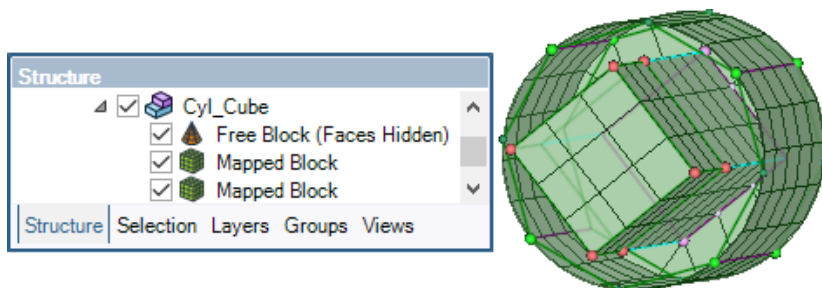 Structure
Cyl_Cube
Free Block (Faces Hidden)
Mapped Block
Mapped Block
Structure Selection Layers Groups Views